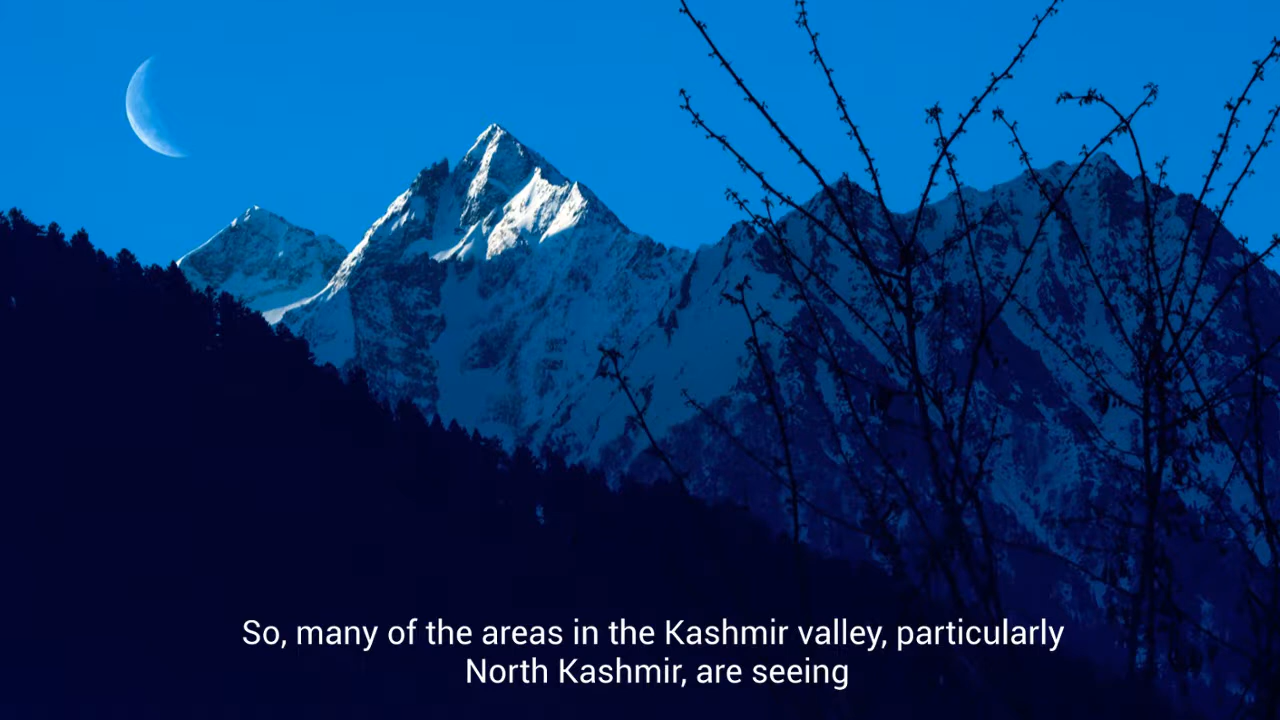 So, many of the areas in the Kashmir valley, particularly
North Kashmir, are seeing